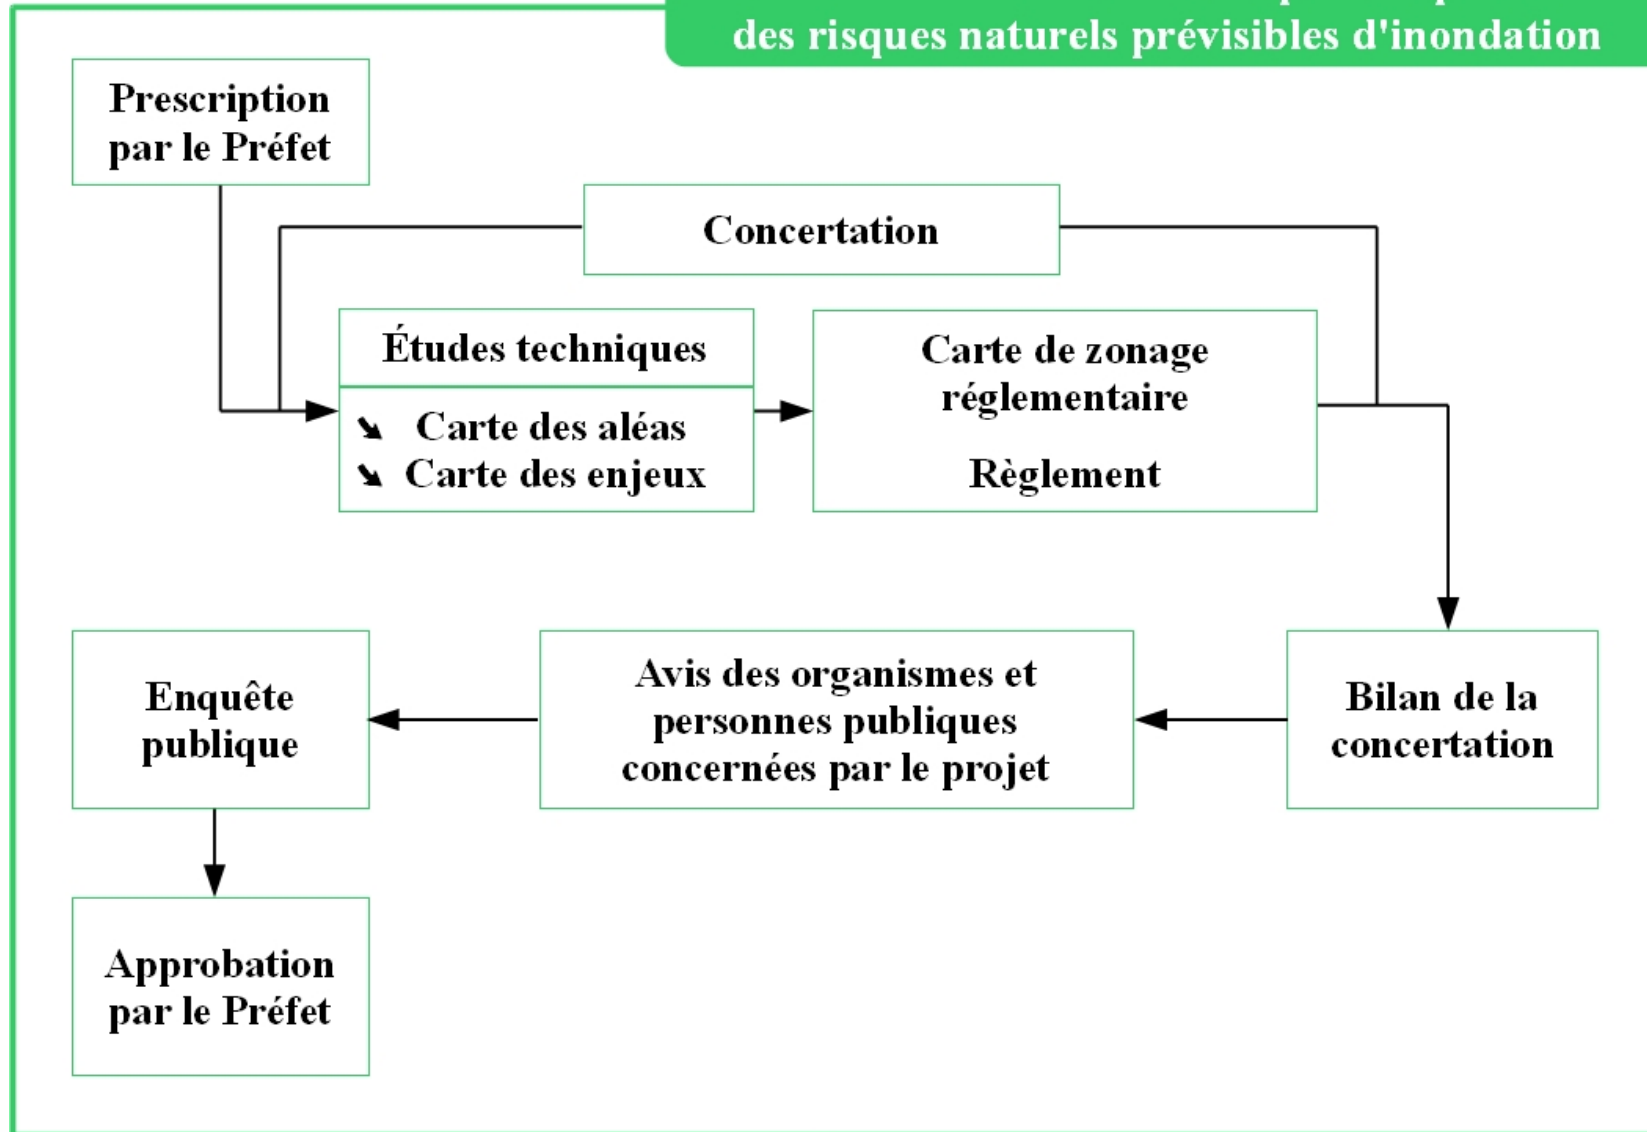 des risques naturels prévisibles d'inondation
Prescription
par le Préfet
Concertation
Études techniques
Carte des aléas
Carte des enjeux
Carte de zonage
réglementaire
Règlement
Bilan de la
concertation
Avis des organismes et
personnes publiques
concernées par le projet
Enquête
publique
Approbation
par le Préfet